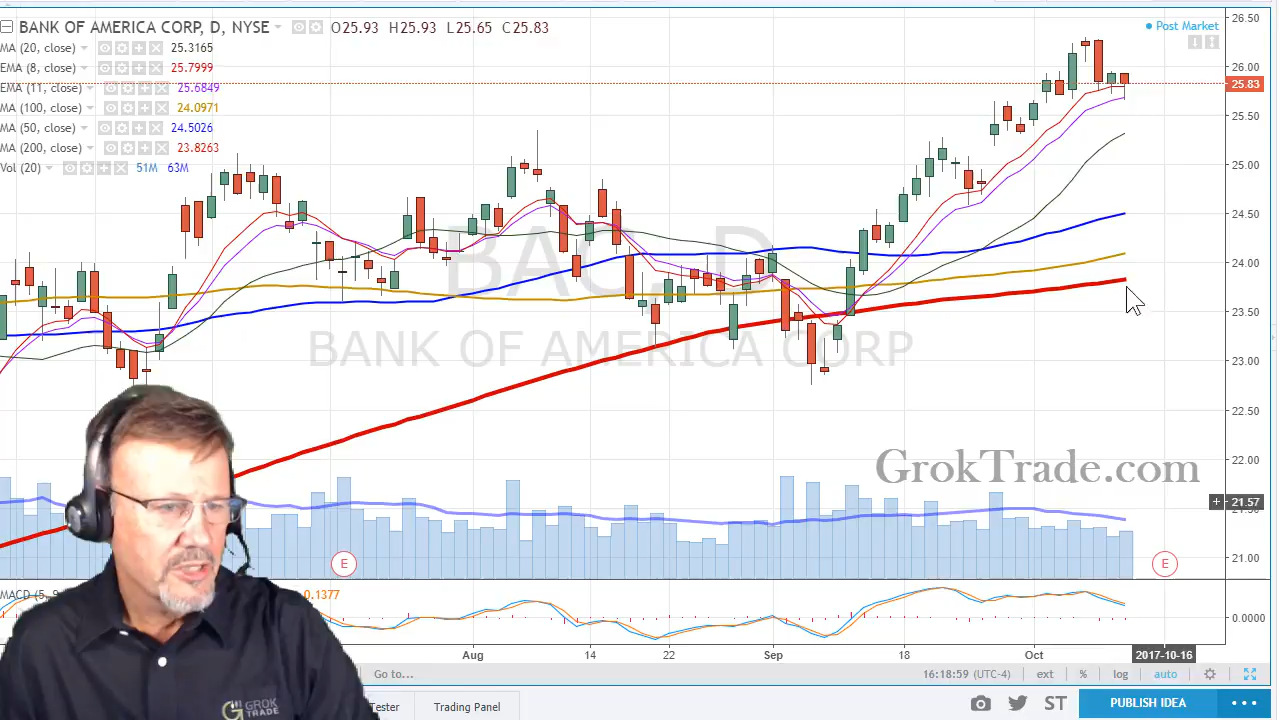 BANK OF AMERICA CORP, D, NYSE O25.93 H25.93 L25.65 C25.83
MA (20, close) 25.3165
EMA (8, close) 25.7999
EMA (11, close) 25.6849
MA (100, close) 24.0971
MA (50, close) 24.5026
MA (200, close) 23.8263
Vol (20) 51M 63M
Post Market
26.50
26.00
25.83
25.50
25.00
24.50
24.00
23.50
23.00
22.50
22.00
21.57
21.00
BAC, D
BANK OF AMERICA CORP
GrokTrade.com
E
E
MACD (5, 0.1377
0.0000
Aug 14 22 Sep 18 Oct 2017-10-16
Go to... 16:18:59 (UTC-4) ext % log auto
Tester Trading Panel ST PUBLISH IDEA
GROK
TRADE